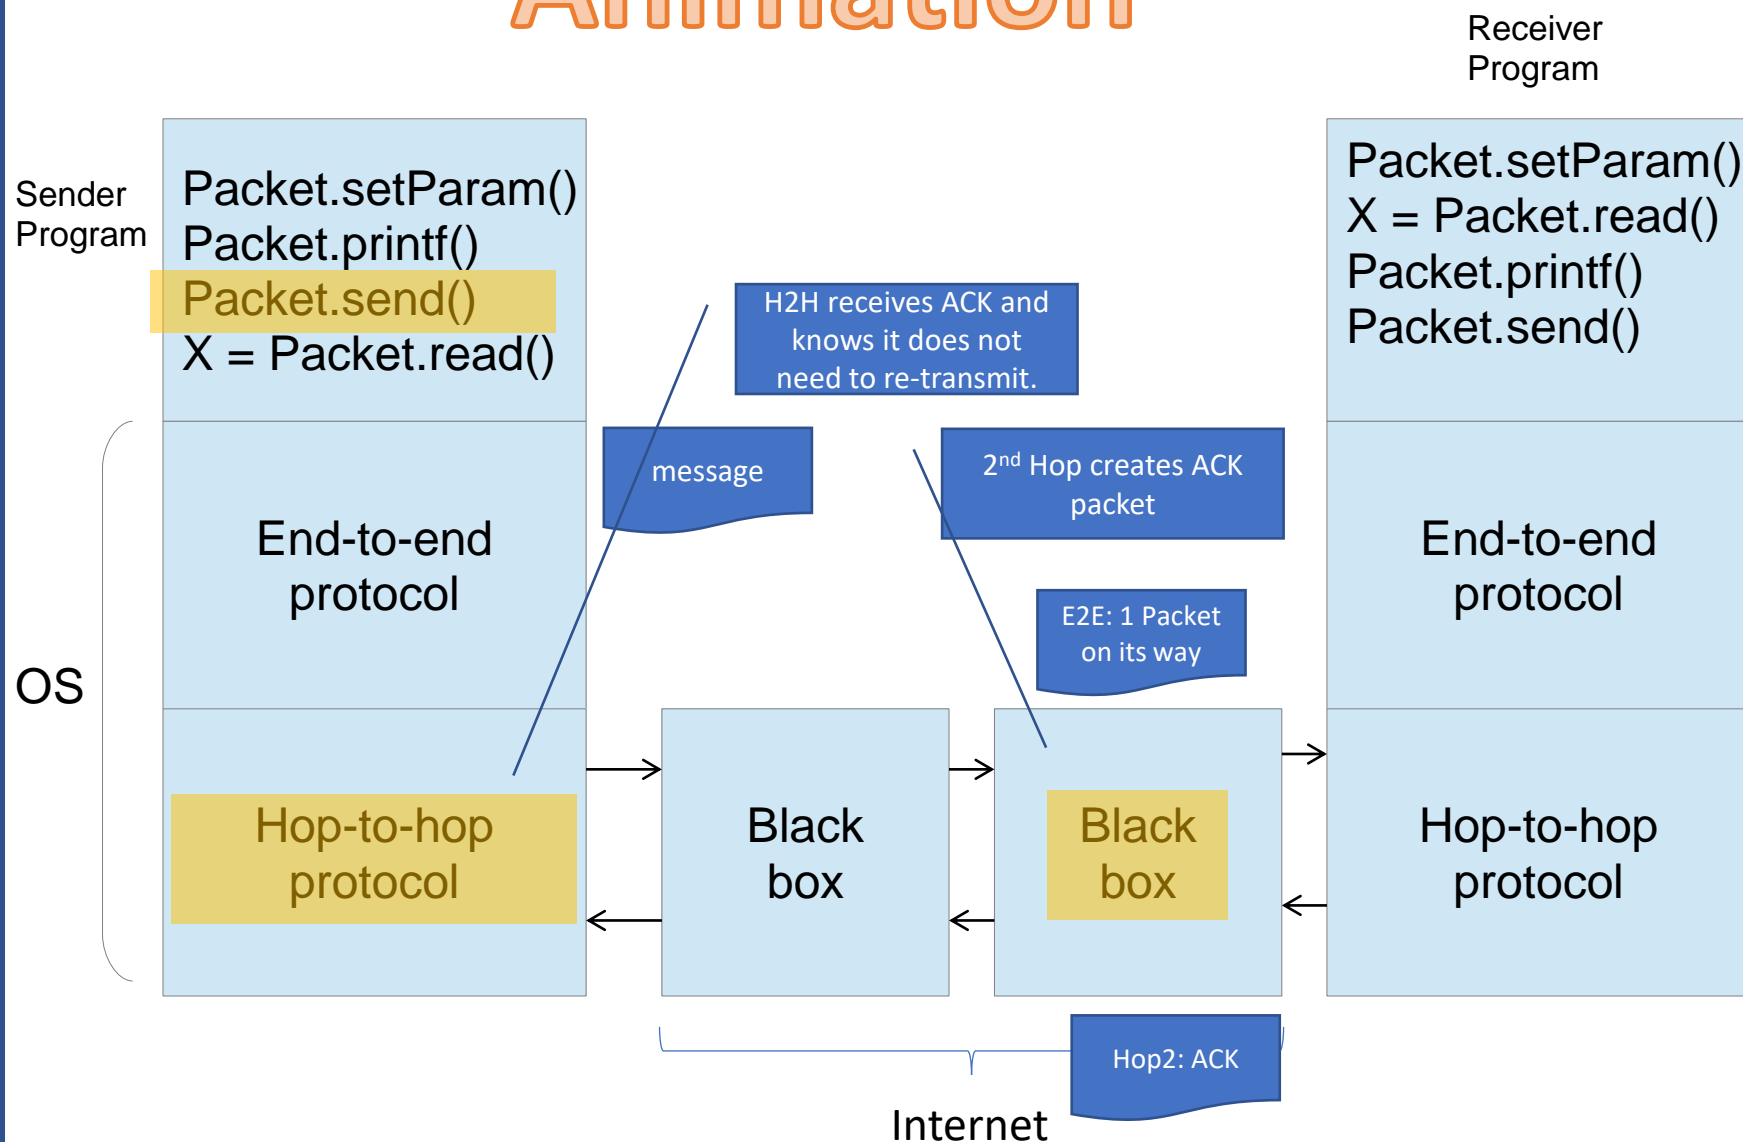 Animation
Receiver
Program
Sender
Program
Packet.setParam()
Packet.printf()
Packet.send()
X = Packet.read()
Packet.setParam()
X = Packet.read()
Packet.printf()
Packet.send()
H2H receives ACK and
knows it does not
need to re-transmit.
message
2nd Hop creates ACK
packet
End-to-end
protocol
E2E: 1 Packet
on its way
End-to-end
protocol
OS
Hop-to-hop
protocol
Black
box
Black
box
Hop-to-hop
protocol
Hop2: ACK
Internet